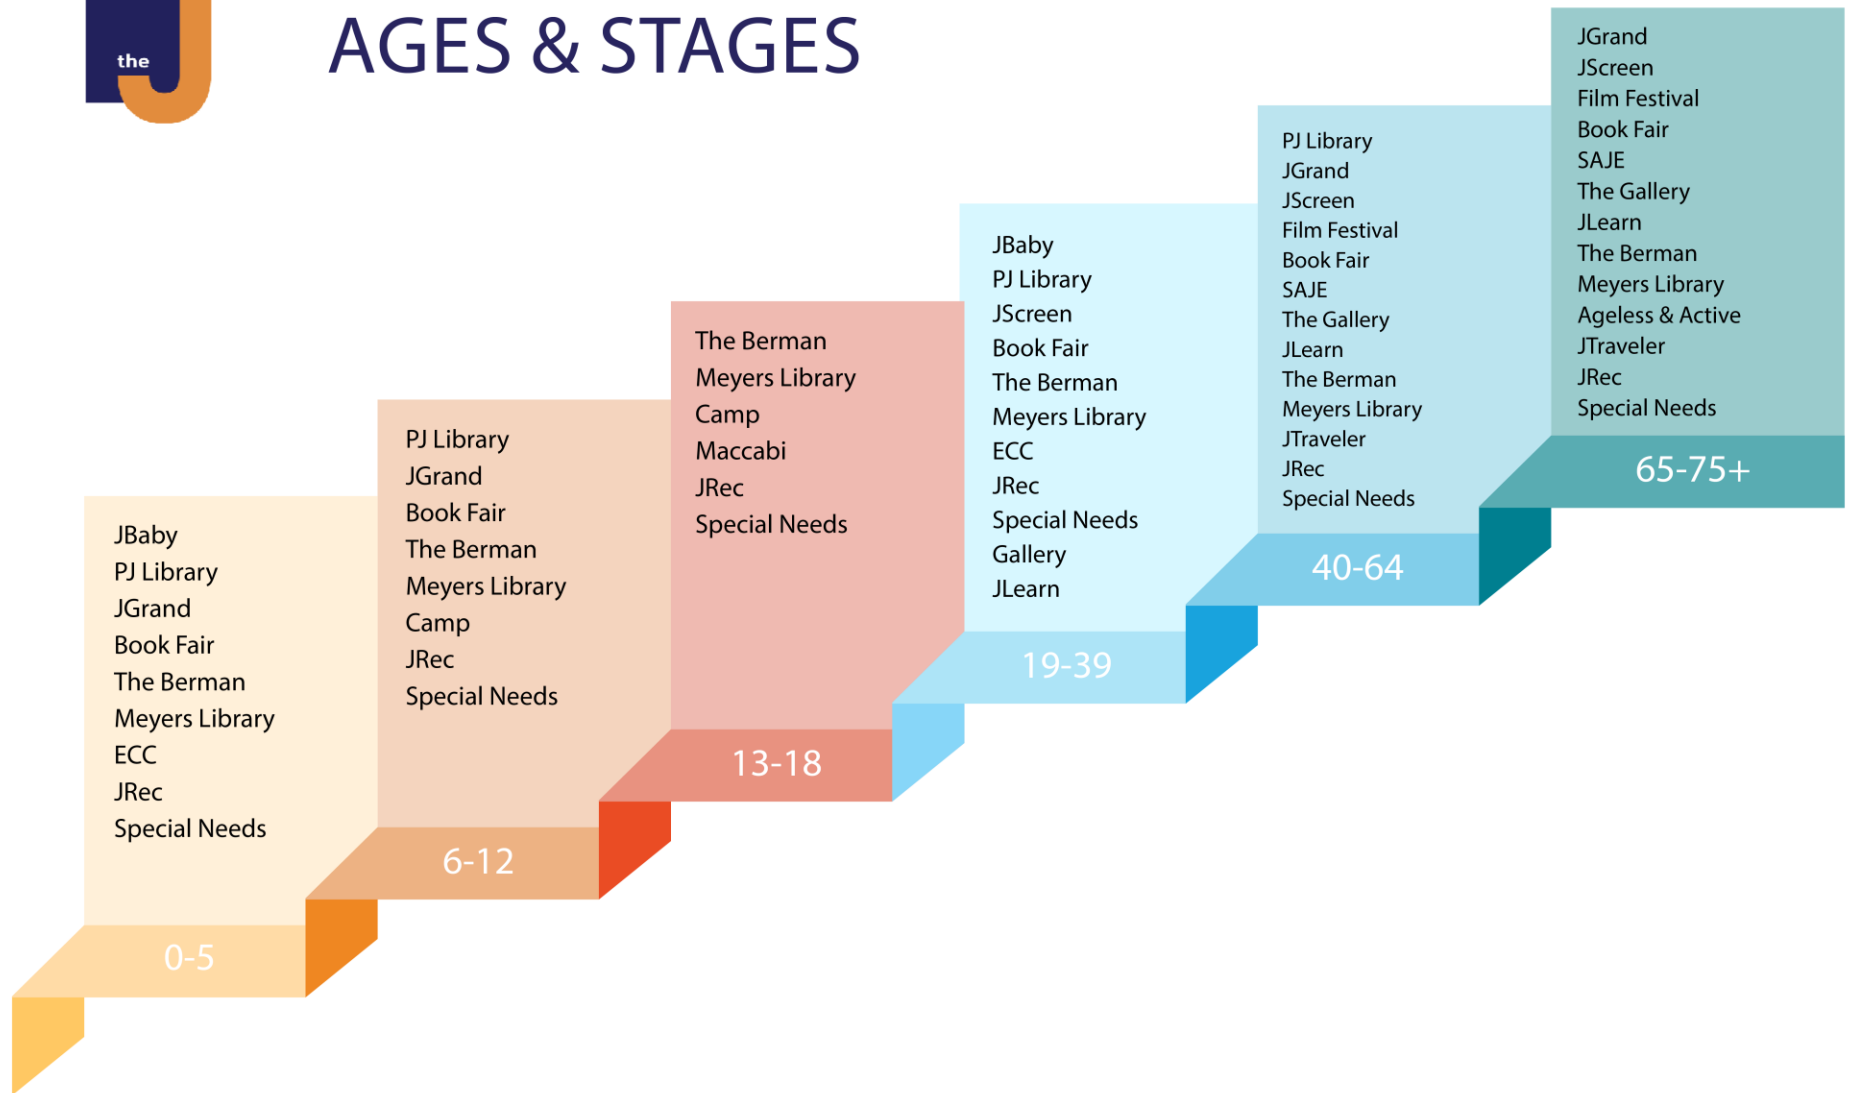 the
AGES & STAGES
JBaby
PJ Library
JGrand
Book Fair
The Berman
Meyers Library
ECC
JRec
Special Needs
0-5
PJ Library
JGrand
Book Fair
The Berman
Meyers Library
Camp
JRec
Special Needs
6-12
The Berman
Meyers Library
Camp
Maccabi
JRec
Special Needs
13-18
JBaby
PJ Library
JScreen
Book Fair
The Berman
Meyers Library
ECC
JRec
Special Needs
Gallery
JLearn
19-39
PJ Library
JGrand
JScreen
Film Festival
Book Fair
SAJE
The Gallery
JLearn
The Berman
Meyers Library
JTraveler
JRec
Special Needs
40-64
JGrand
JScreen
Film Festival
Book Fair
SAJE
The Gallery
JLearn
The Berman
Meyers Library
Ageless & Active
JTraveler
JRec
Special Needs
65-75+